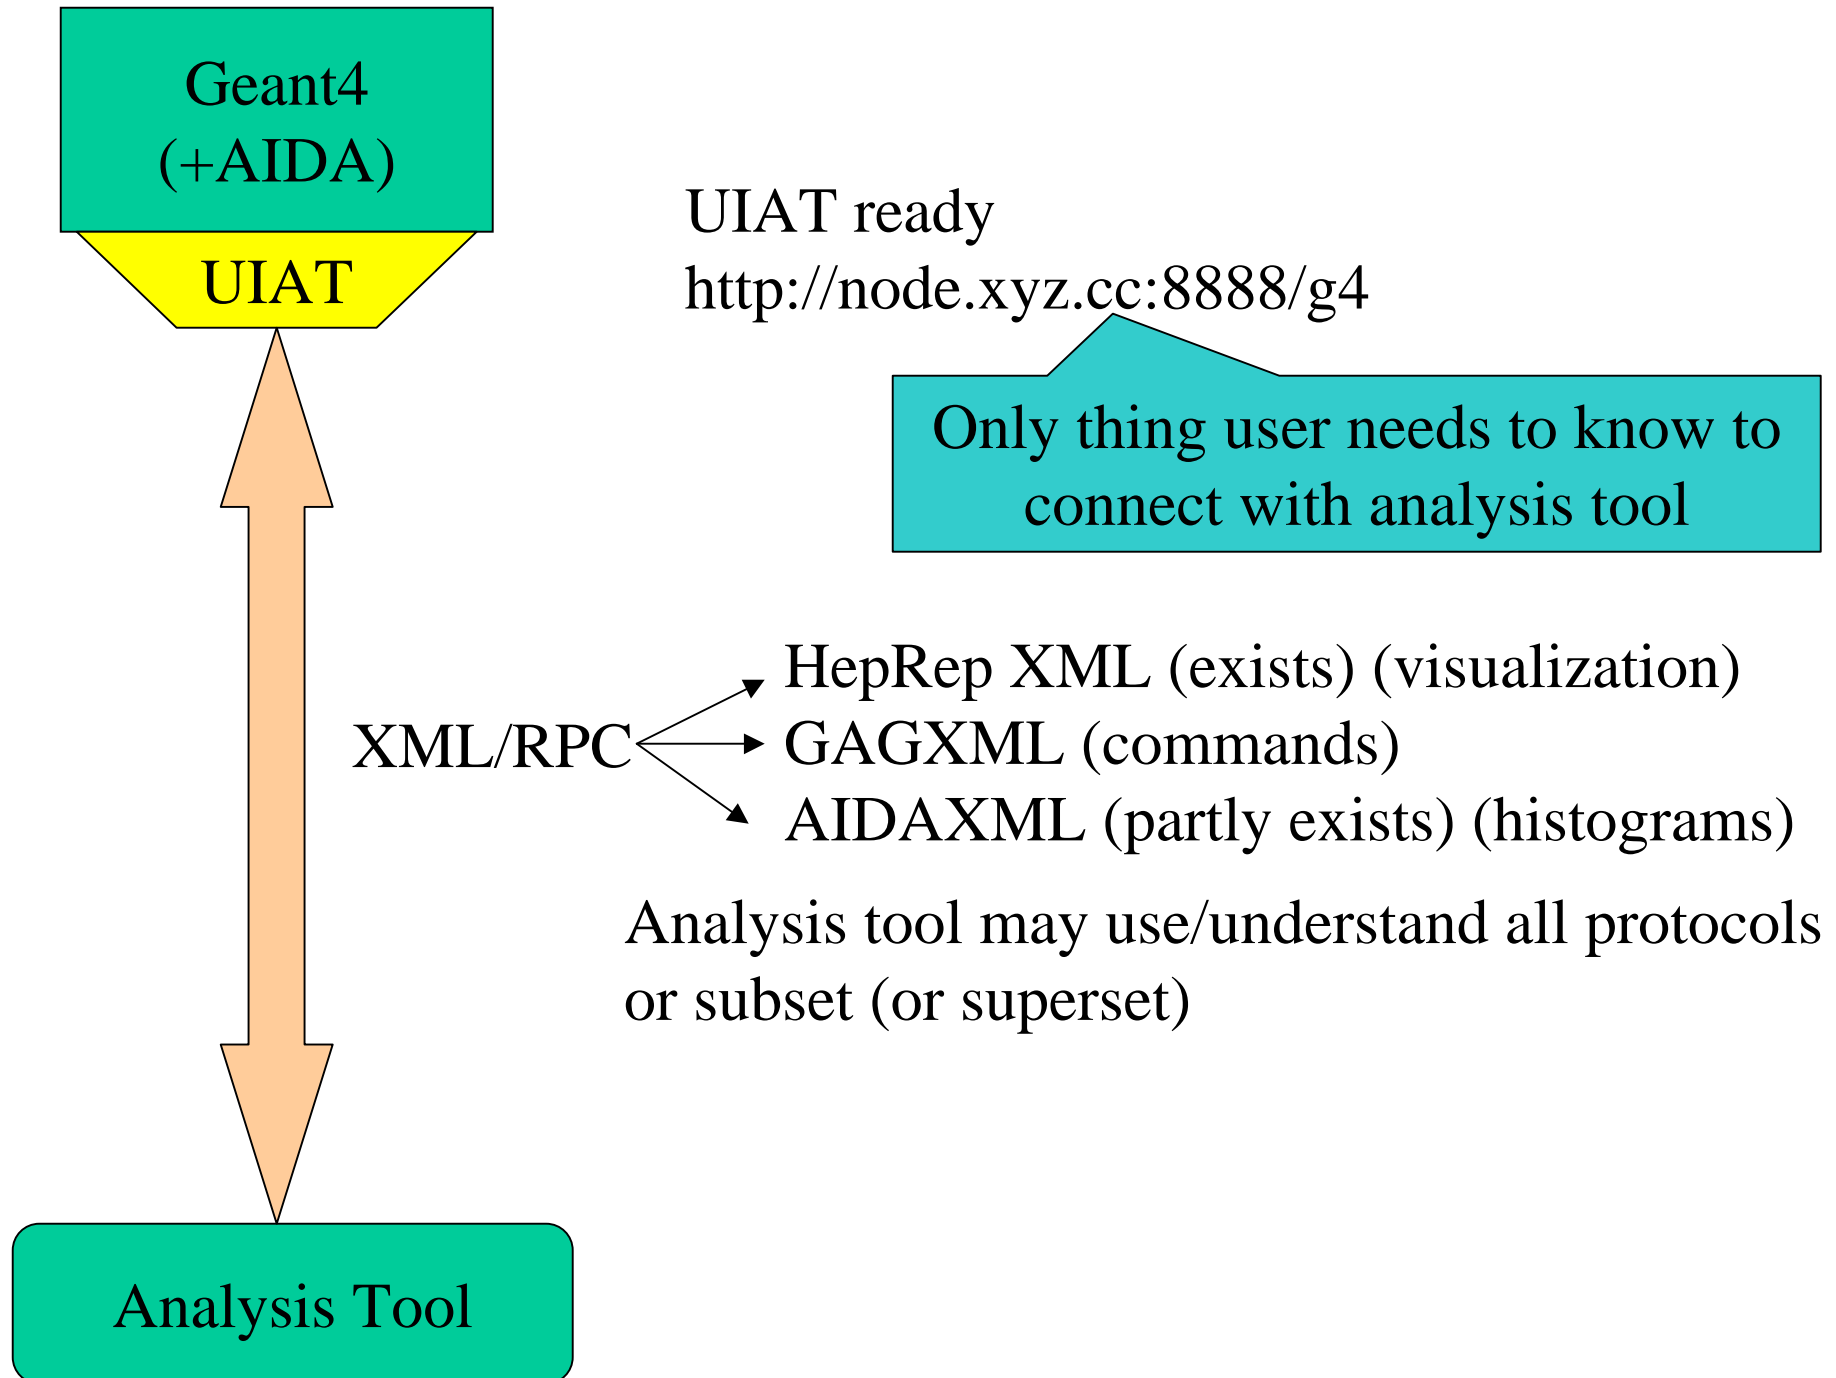 Geant4
(+AIDA)
UIAT
UIAT ready
http://node.xyz.cc:8888/g4
Only thing user needs to know to
connect with analysis tool
XML/RPC
HepRep XML (exists) (visualization)
GAGXML (commands)
AIDAXML (partly exists) (histograms)
Analysis tool may use/understand all protocols
or subset (or superset)
Analysis Tool